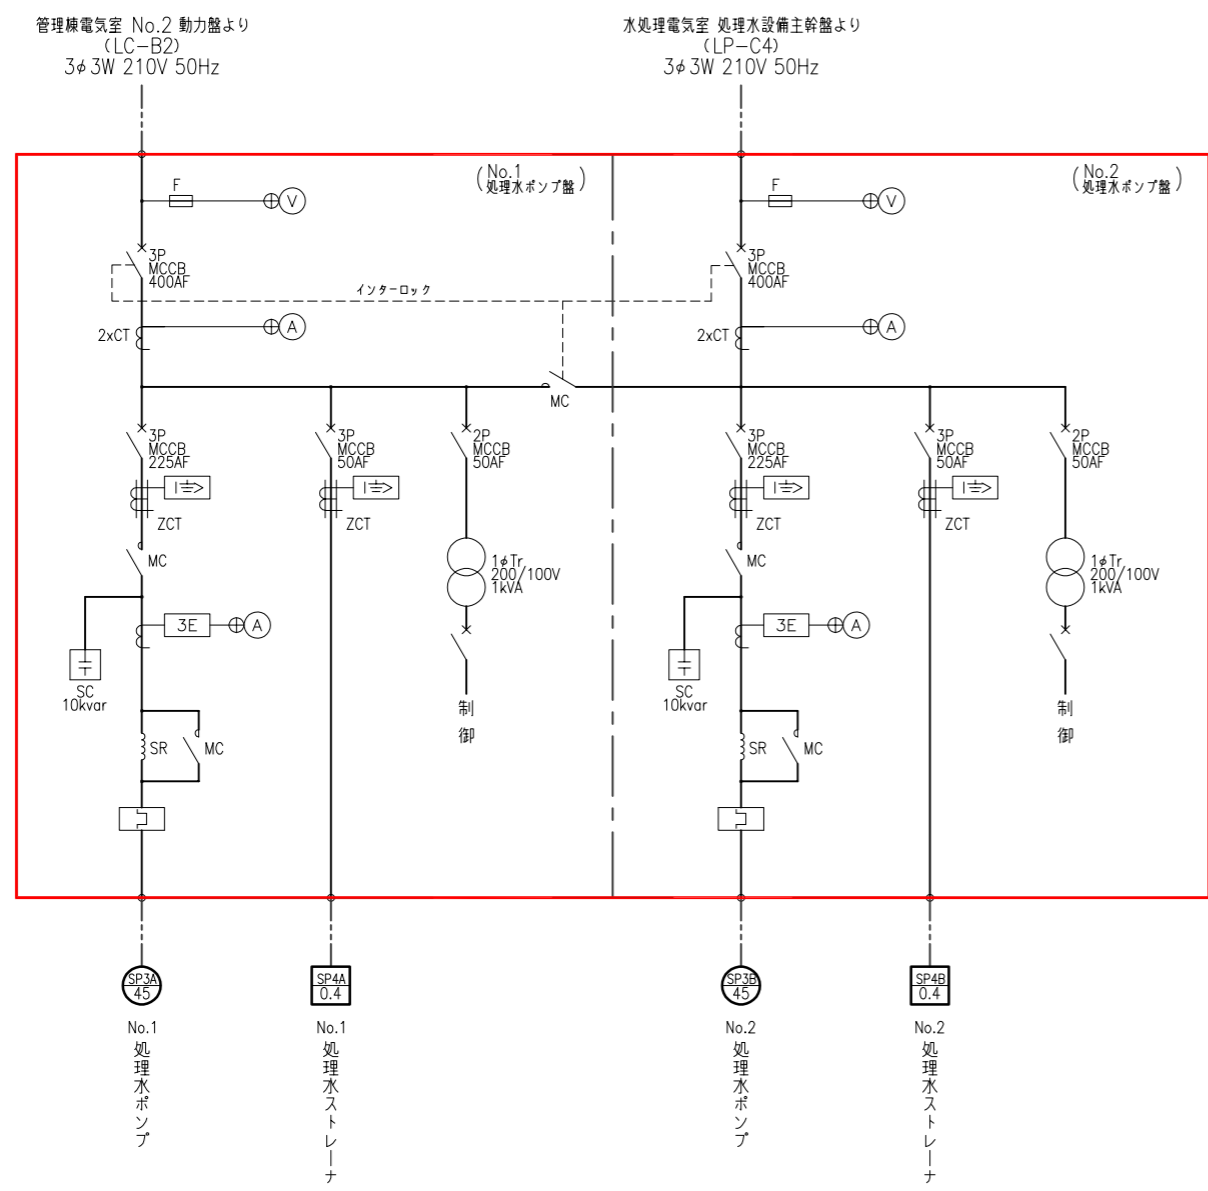 管理棟電気室 No.2 動力盤より
(LC-B2)
3φ3W 210V 50Hz
水処理電気室 処理水設備主幹盤より
(LP-C4)
3φ3W 210V 50Hz
(No.1
処理水ポンプ盤)
(No.2
処理水ポンプ盤)
F
V
F
V
3P
MCCB
400AF
インターロック
3P
MCCB
400AF
2xCT
A
2xCT
A
MC
3P
MCCB
225AF
3P
MCCB
50AF
2P
MCCB
50AF
3P
MCCB
225AF
3P
MCCB
50AF
2P
MCCB
50AF
I
ZCT
I
ZCT
I
ZCT
I
ZCT
MC
1φTr
200/100V
1kVA
MC
1φTr
200/100V
1kVA
3E
A
3E
A
SC
10kvar
SC
10kvar
制御
制御
SR
MC
SR
MC
SP3A
45
SP4A
0.4
SP3B
45
SP4B
0.4
No.1
処理水ポンプ
No.1
処理水ストレーナ
No.2
処理水ポンプ
No.2
処理水ストレーナ